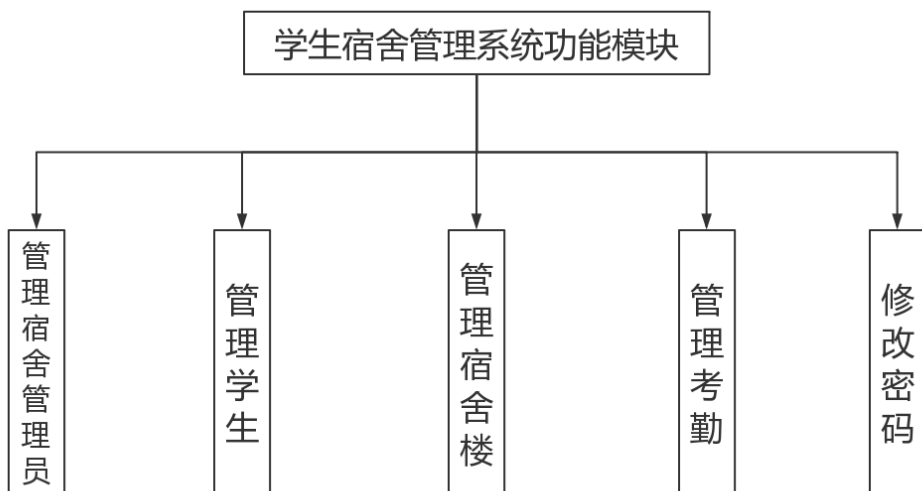 学生宿舍管理系统功能模块
管理宿舍管理员
管理学生
管理宿舍楼
管理考勤
修改密码